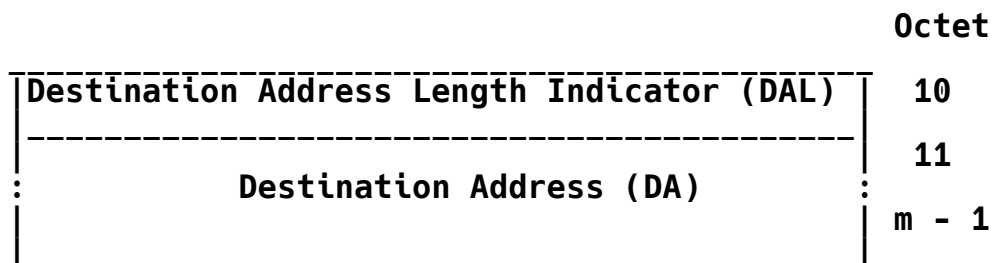 Octet
Destination Address Length Indicator (DAL) 10
11
Destination Address (DA)
m - 1